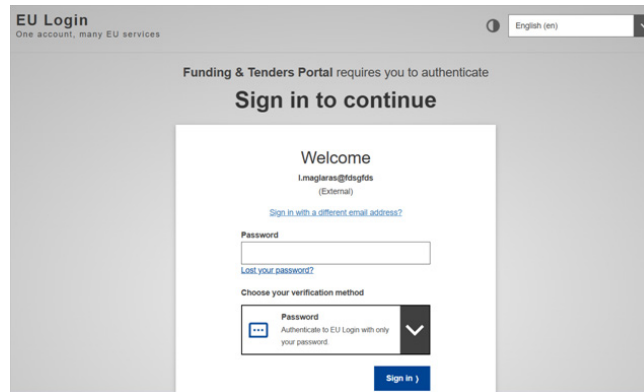 EU Login
One account, many EU services
English (en)
Funding & Tenders Portal requires you to authenticate
Sign in to continue
Welcome
l.maglaras@fdsgfds
(External)
Sign in with a different email address?
Password
Lost your password?
Choose your verification method
Password
Authenticate to EU Login with only
your password.
Sign in ›